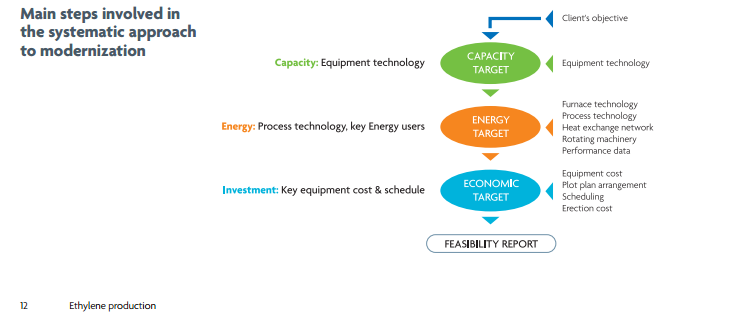 Main steps involved in
the systematic approach
to modernization
Client's objective
CAPACITY
TARGET
Capacity: Equipment technology
Equipment technology
ENERGY
TARGET
Energy: Process technology, key Energy users
Furnace technology
Process technology
Heat exchange network
Rotating machinery
Performance data
ECONOMIC
TARGET
Investment: Key equipment cost & schedule
Equipment cost
Plot plan arrangement
Scheduling
Erection cost
FEASIBILITY REPORT
12 Ethylene production